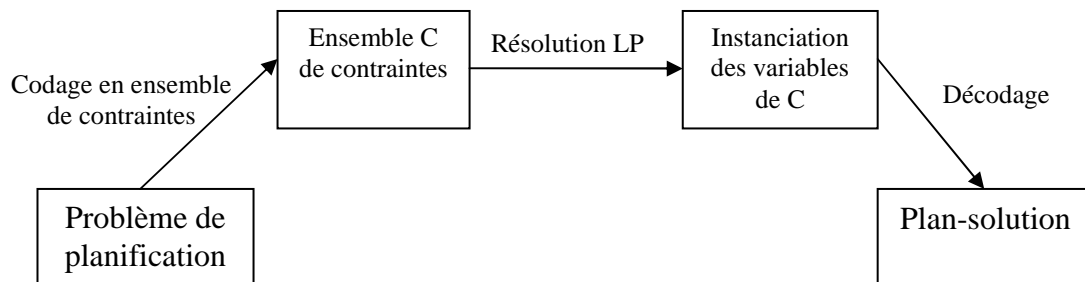 Ensemble C
de contraintes
Résolution LP
Instanciation
des variables
de C
Codage en ensemble
de contraintes
Décodage
Problème de
planification
Plan-solution